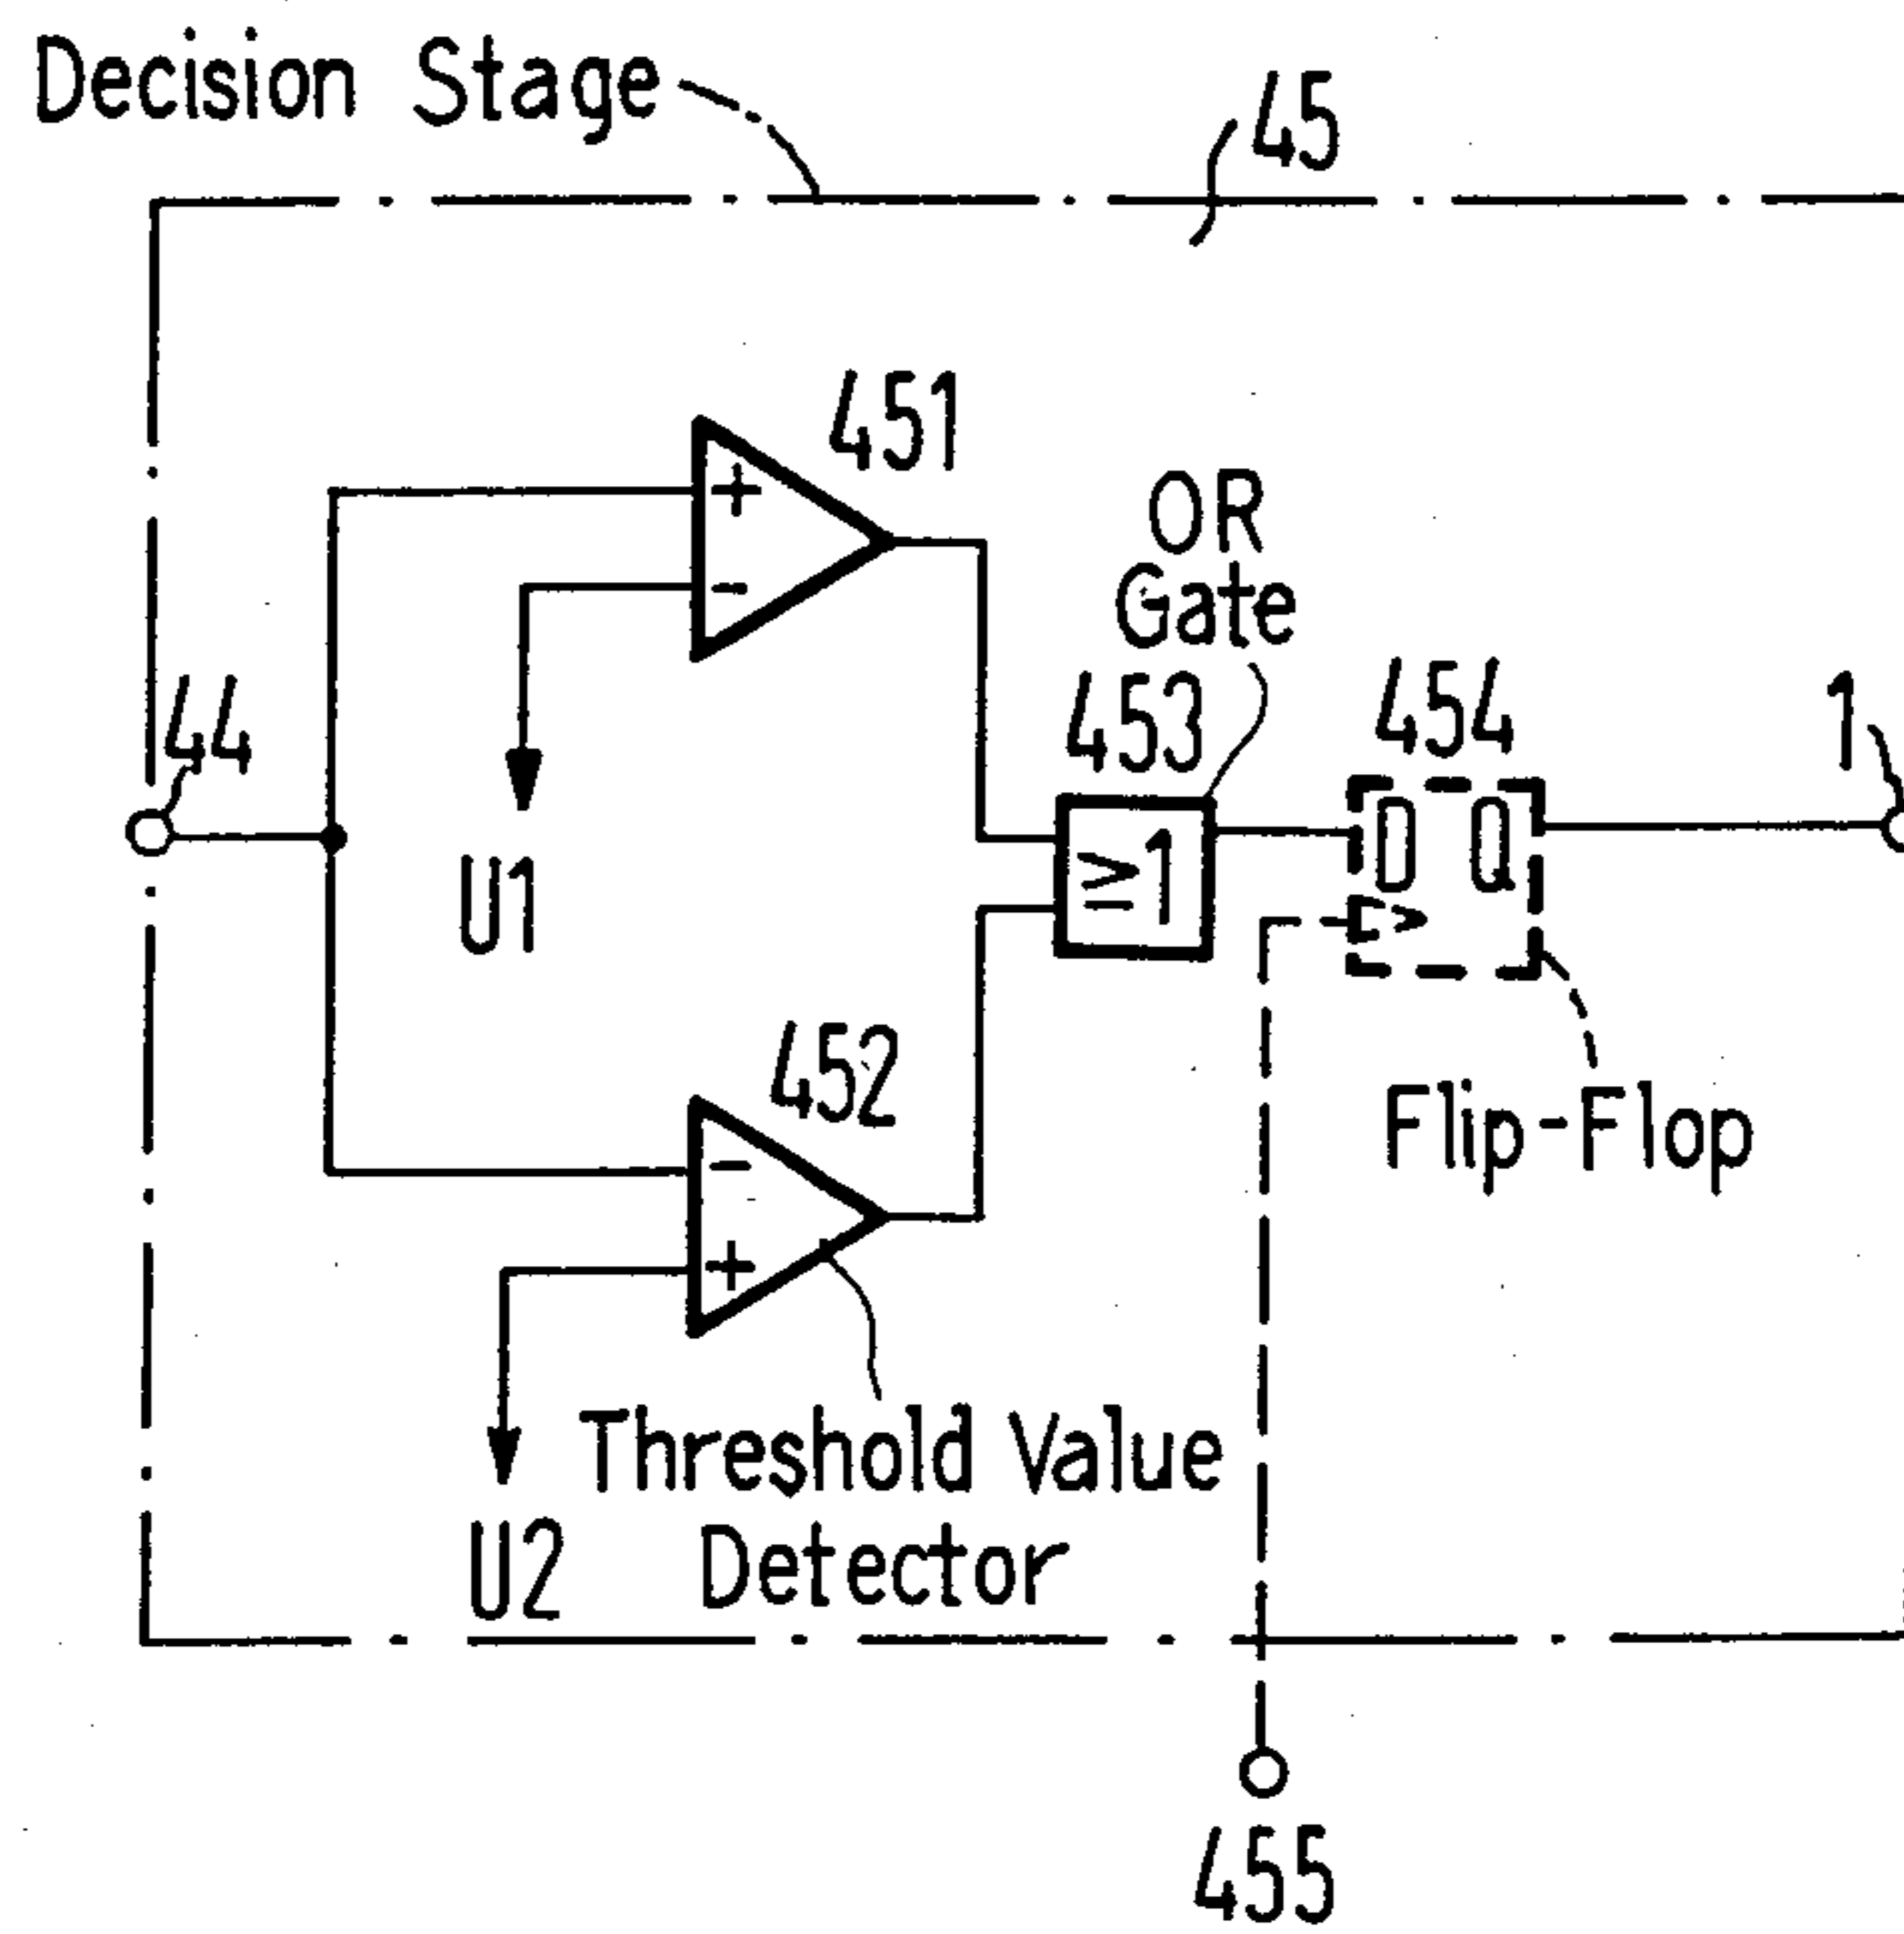 Decision Stage
45
451
OR
Gate
44
453
454
1
+
-
U1
≥1
D Q
452
Flip-Flop
-
+
Threshold Value
Detector
U2
455